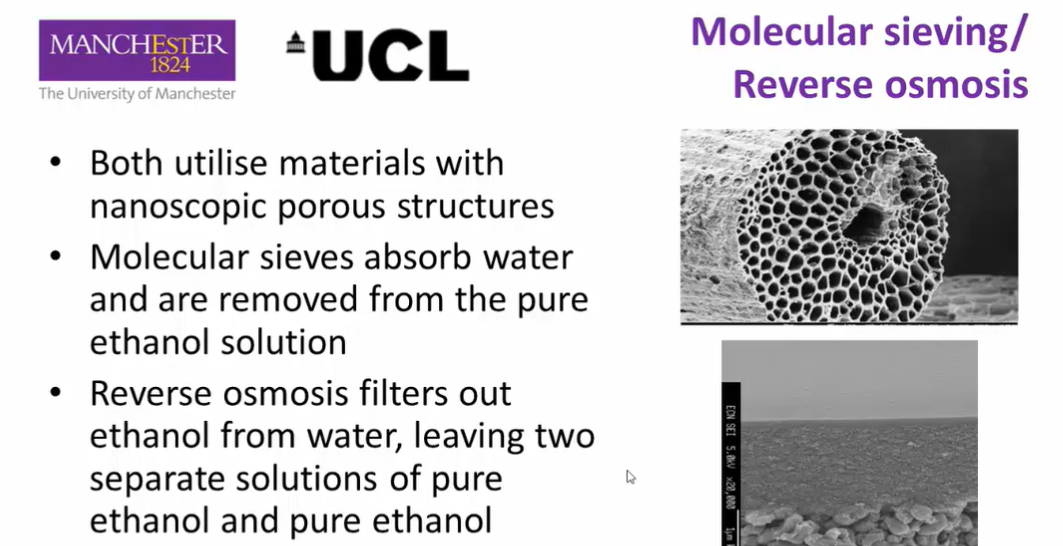 MANCHESTER
1824
The University of Manchester
UCL
Molecular sieving/
Reverse osmosis
• Both utilise materials with
nanoscopic porous structures
• Molecular sieves absorb water
and are removed from the pure
ethanol solution
• Reverse osmosis filters out
ethanol from water, leaving two
separate solutions of pure
ethanol and pure ethanol
ECN SEI 5.0kV x20,000 1μm